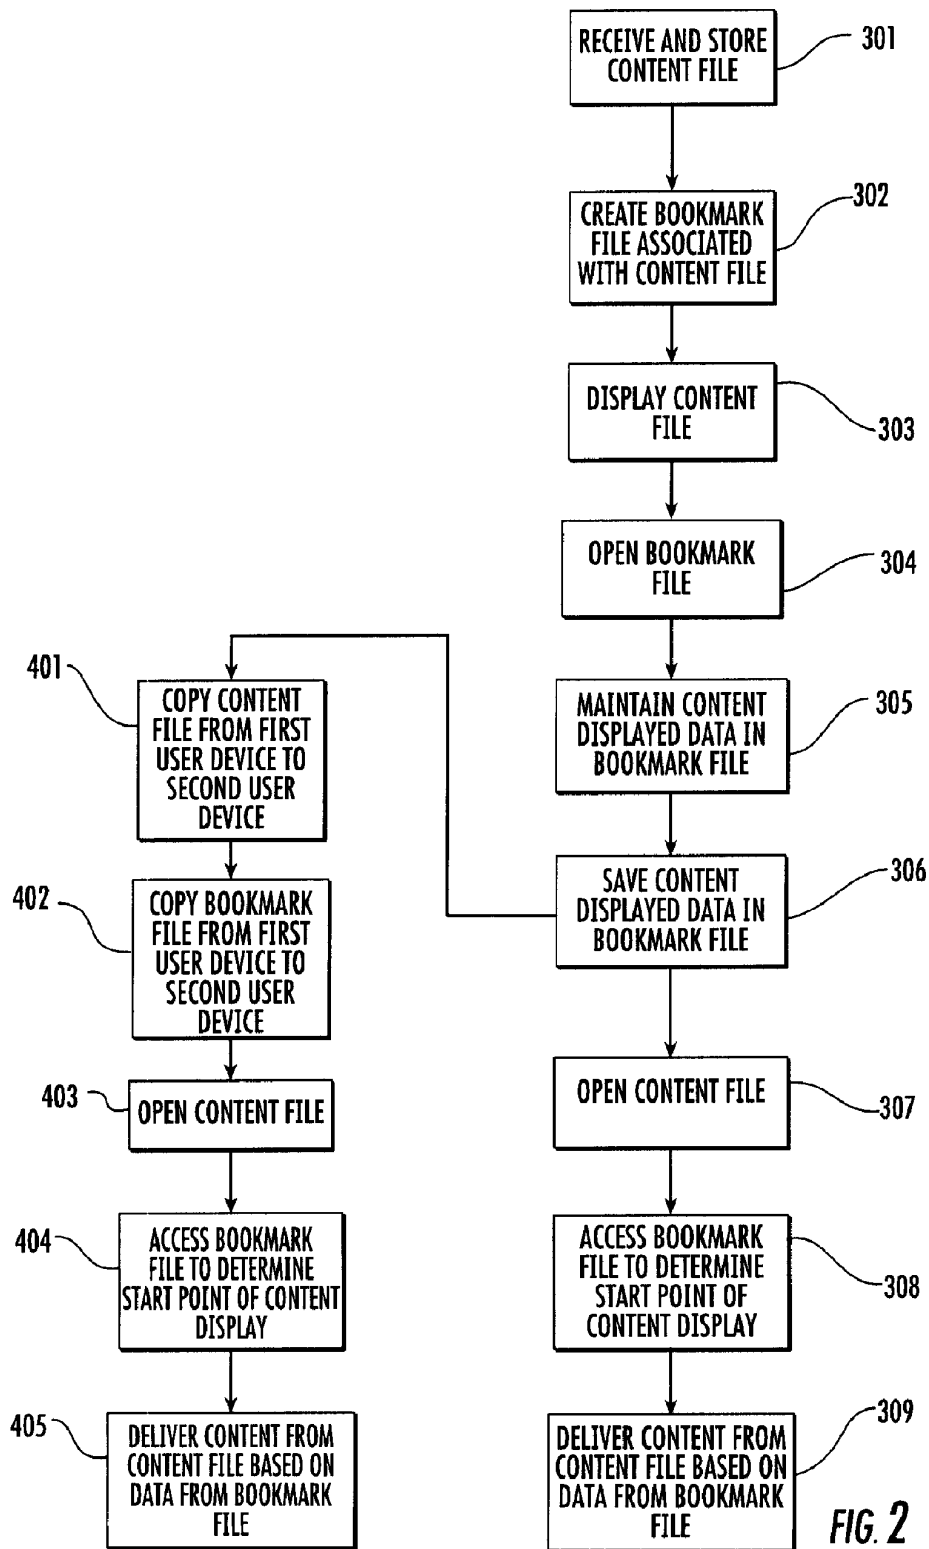 RECEIVE AND STORE
CONTENT FILE
301
CREATE BOOKMARK
FILE ASSOCIATED
WITH CONTENT FILE
302
DISPLAY CONTENT
FILE
303
OPEN BOOKMARK
FILE
304
MAINTAIN CONTENT
DISPLAYED DATA IN
BOOKMARK FILE
305
SAVE CONTENT
DISPLAYED DATA IN
BOOKMARK FILE
306
OPEN CONTENT FILE
307
ACCESS BOOKMARK
FILE TO DETERMINE
START POINT OF
CONTENT DISPLAY
308
DELIVER CONTENT FROM
CONTENT FILE BASED ON
DATA FROM BOOKMARK
FILE
309
401
COPY CONTENT
FILE FROM FIRST
USER DEVICE TO
SECOND USER
DEVICE
402
COPY BOOKMARK
FILE FROM FIRST
USER DEVICE TO
SECOND USER
DEVICE
403
OPEN CONTENT FILE
404
ACCESS BOOKMARK
FILE TO DETERMINE
START POINT OF CONTENT
DISPLAY
405
DELIVER CONTENT FROM
CONTENT FILE BASED ON
DATA FROM BOOKMARK
FILE
FIG. 2